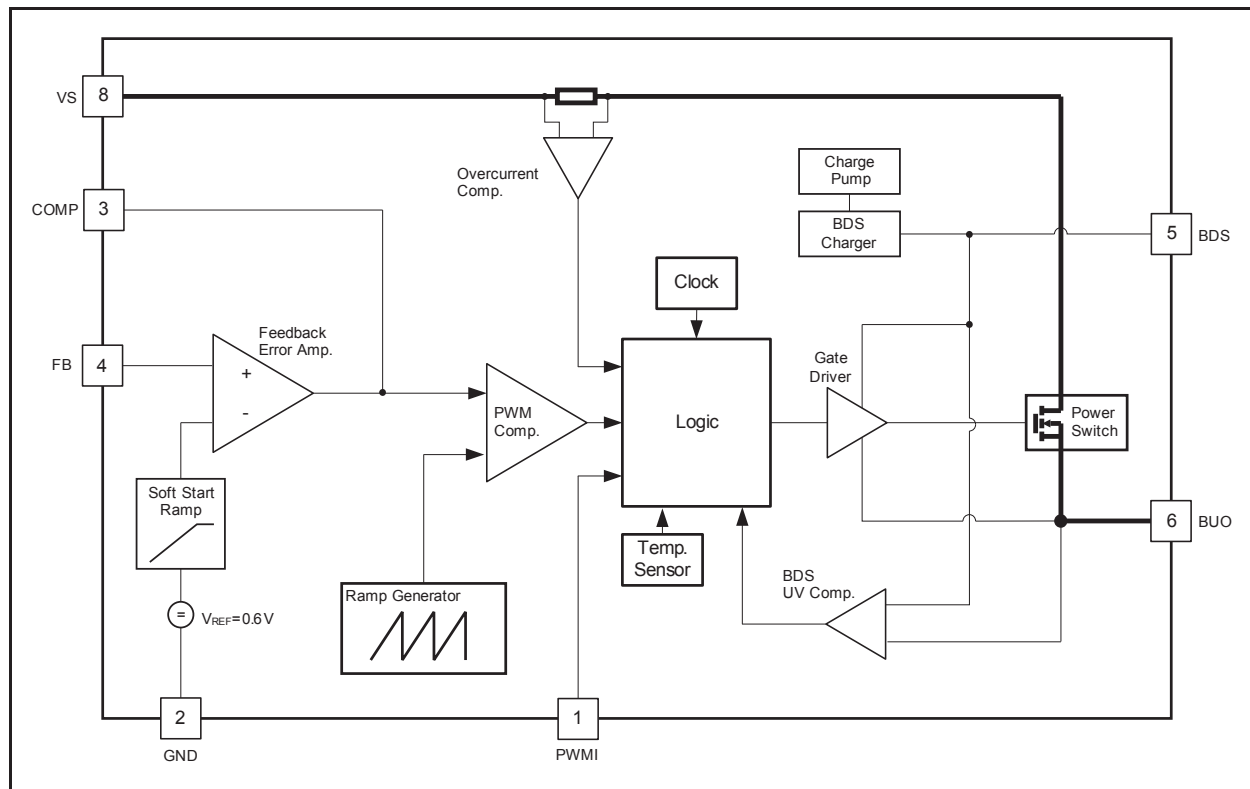 VS
8
Overcurrent
Comp.
Charge
Pump
COMP
3
BDS
Charger
5
BDS
Clock
Feedback
Error Amp.
FB
4
+
-
PWM
Comp.
Logic
Gate
Driver
Power
Switch
Soft Start
Ramp
6
BUO
Temp.
Sensor
BDS
UV Comp.
Ramp Generator
=
VREF=0.6V
2
GND
1
PWMI